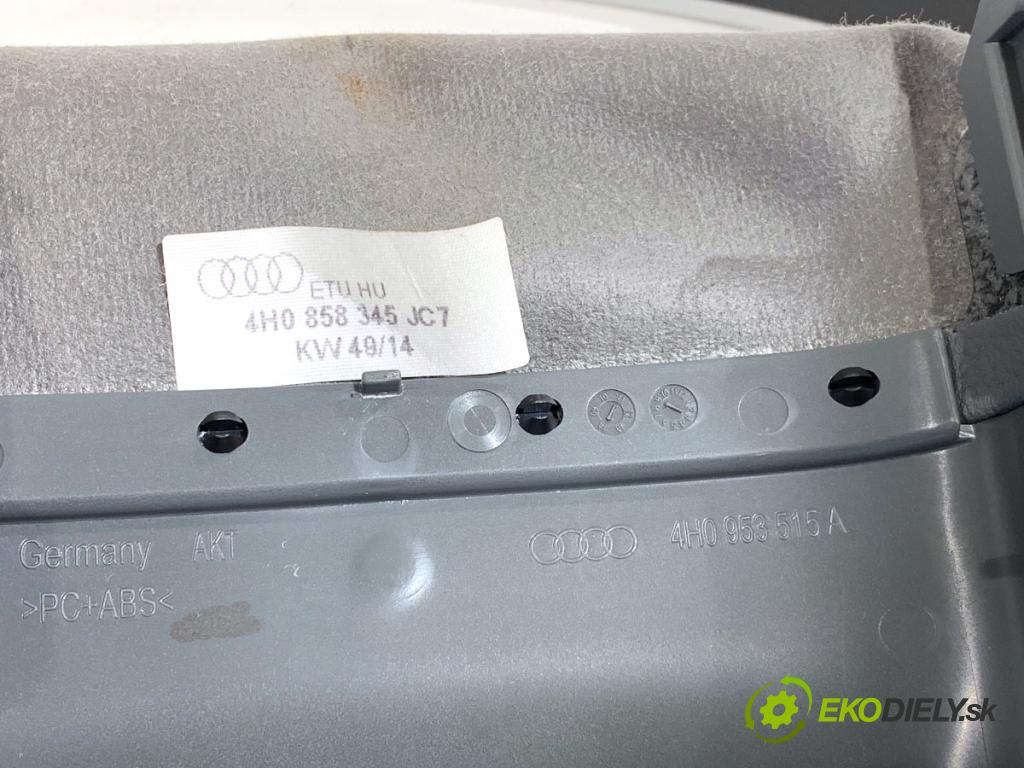 ETU HU
4H0 858 345 JC7
KW 49/14
Germany AKT
4H0 953 515 A
>PC+ABS<
EKODIELY.sk